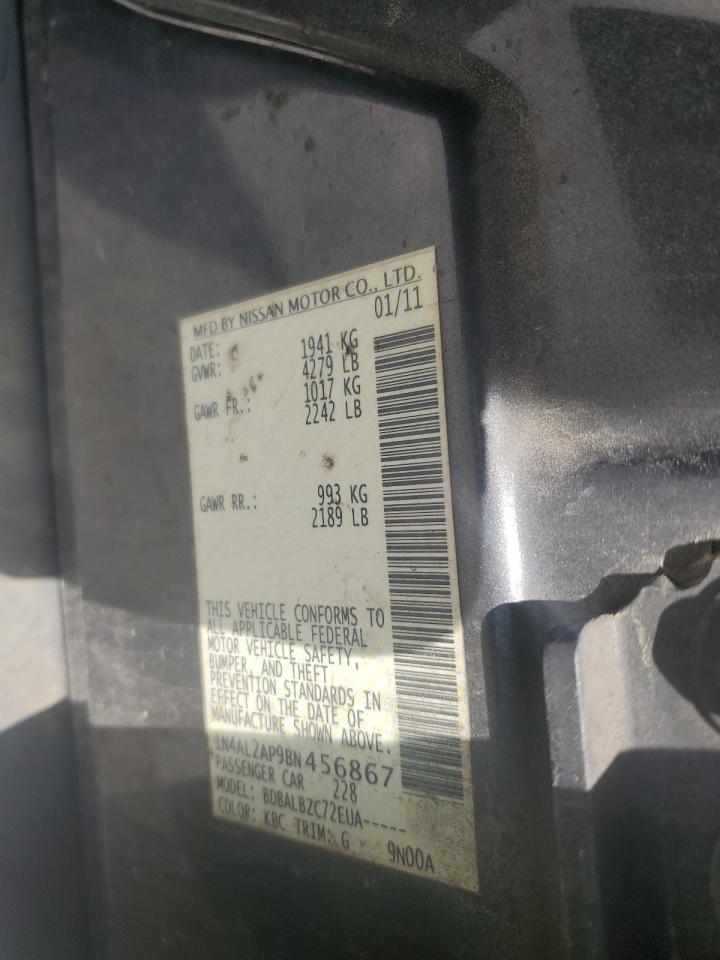 MFD BY NISSAN MOTOR CO., LTD.
DATE: 01/11
GVWR: 1941 KG
4279 LB
GAWR FR.: 1017 KG
2242 LB
GAWR RR.: 993 KG
2189 LB
THIS VEHICLE CONFORMS TO
ALL APPLICABLE FEDERAL
MOTOR VEHICLE SAFETY,
BUMPER, AND THEFT
PREVENTION STANDARDS IN
EFFECT ON THE DATE OF
MANUFACTURE SHOWN ABOVE.
1N4AL2AP9BN456867
PASSENGER CAR 228
MODEL: BDBALBZC72EUA-----
COLOR: KBC TRIM: G 9N00A